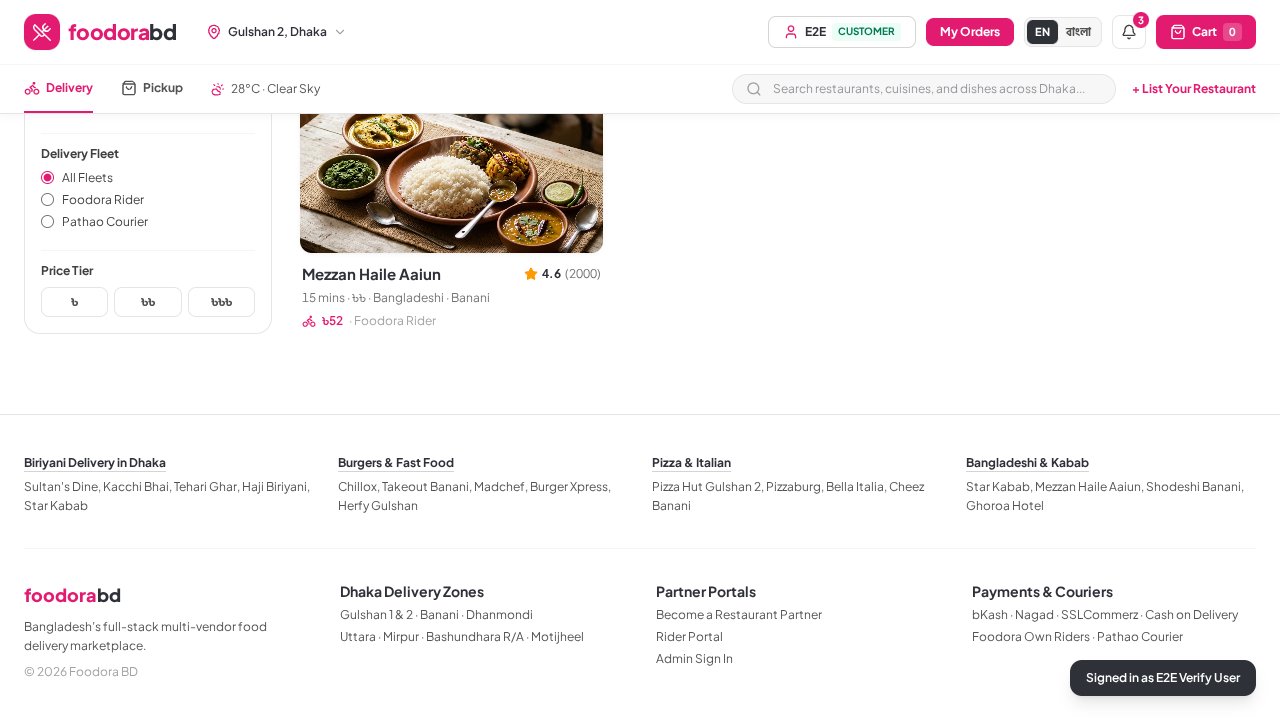 foodorabd
Gulshan 2, Dhaka
E2E CUSTOMER
My Orders
EN বাংলা
3
Cart 0
Delivery
Pickup
28°C · Clear Sky
Search restaurants, cuisines, and dishes across Dhaka...
+ List Your Restaurant
Delivery Fleet
All Fleets
Foodora Rider
Pathao Courier
Price Tier
৳ ৳৳ ৳৳৳
Mezzan Haile Aaiun
4.6 (2000)
15 mins · ৳৳ · Bangladeshi · Banani
৳52 · Foodora Rider
Biriyani Delivery in Dhaka
Sultan's Dine, Kacchi Bhai, Tehari Ghar, Haji Biriyani,
Star Kabab
Burgers & Fast Food
Chillox, Takeout Banani, Madchef, Burger Xpress,
Herfy Gulshan
Pizza & Italian
Pizza Hut Gulshan 2, Pizzaburg, Bella Italia, Cheez
Banani
Bangladeshi & Kabab
Star Kabab, Mezzan Haile Aaiun, Shodeshi Banani,
Ghoroa Hotel
foodorabd
Bangladesh's full-stack multi-vendor food
delivery marketplace.
© 2026 Foodora BD
Dhaka Delivery Zones
Gulshan 1 & 2 · Banani · Dhanmondi
Uttara · Mirpur · Bashundhara R/A · Motijheel
Partner Portals
Become a Restaurant Partner
Rider Portal
Admin Sign In
Payments & Couriers
bKash · Nagad · SSLCommerz · Cash on Delivery
Foodora Own Riders · Pathao Courier
Signed in as E2E Verify User